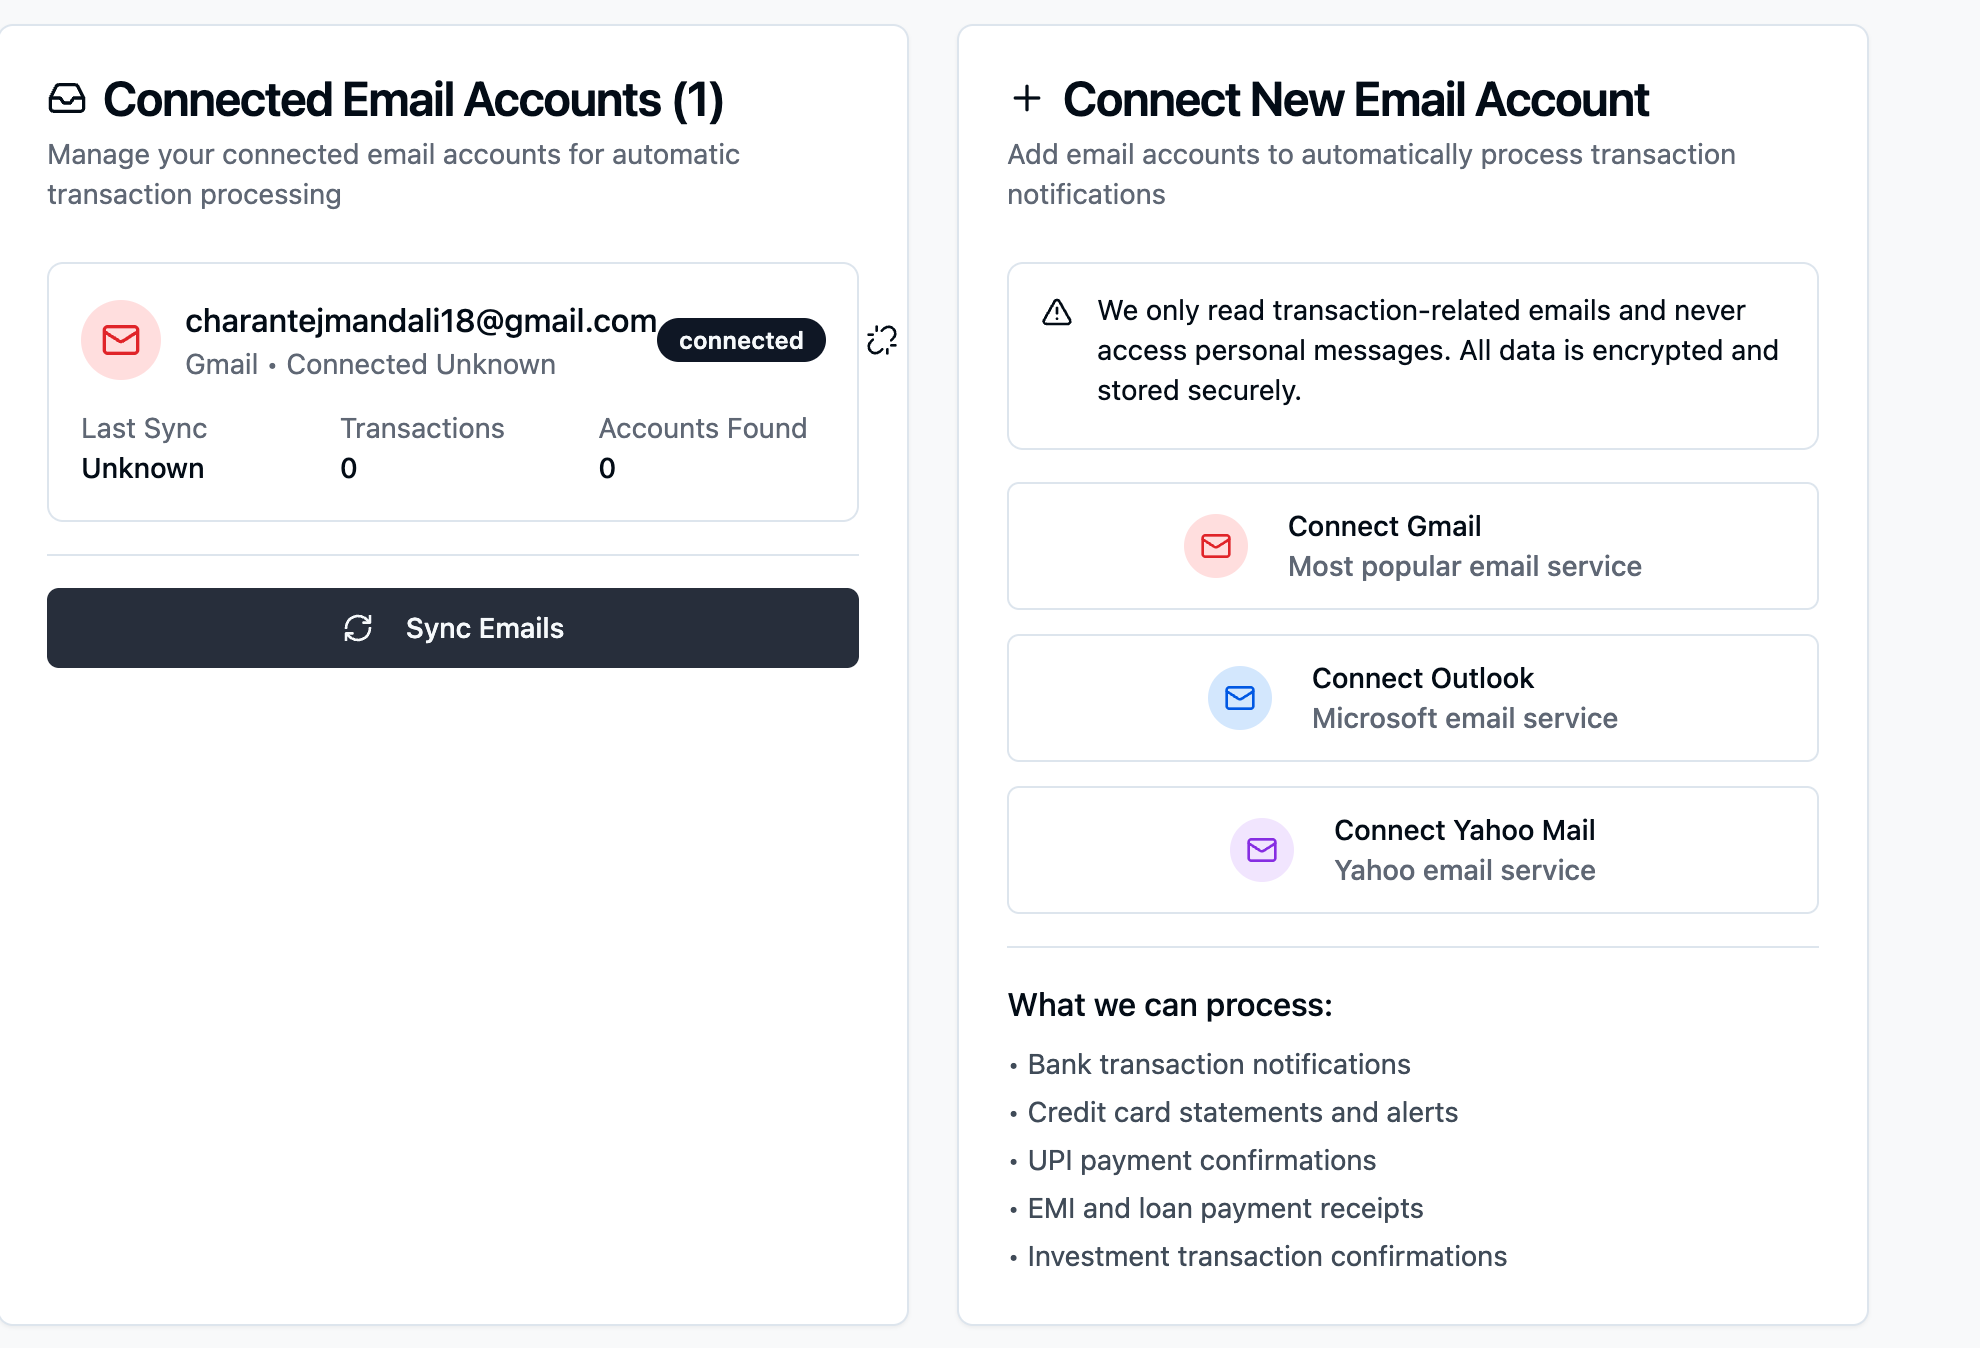 Connected Email Accounts (1)
Manage your connected email accounts for automatic
transaction processing
charantejmandali18@gmail.com
connected
Gmail • Connected Unknown
Last Sync
Unknown
Transactions
0
Accounts Found
0
Sync Emails
Connect New Email Account
Add email accounts to automatically process transaction
notifications
We only read transaction-related emails and never
access personal messages. All data is encrypted and
stored securely.
Connect Gmail
Most popular email service
Connect Outlook
Microsoft email service
Connect Yahoo Mail
Yahoo email service
What we can process:
• Bank transaction notifications
• Credit card statements and alerts
• UPI payment confirmations
• EMI and loan payment receipts
• Investment transaction confirmations